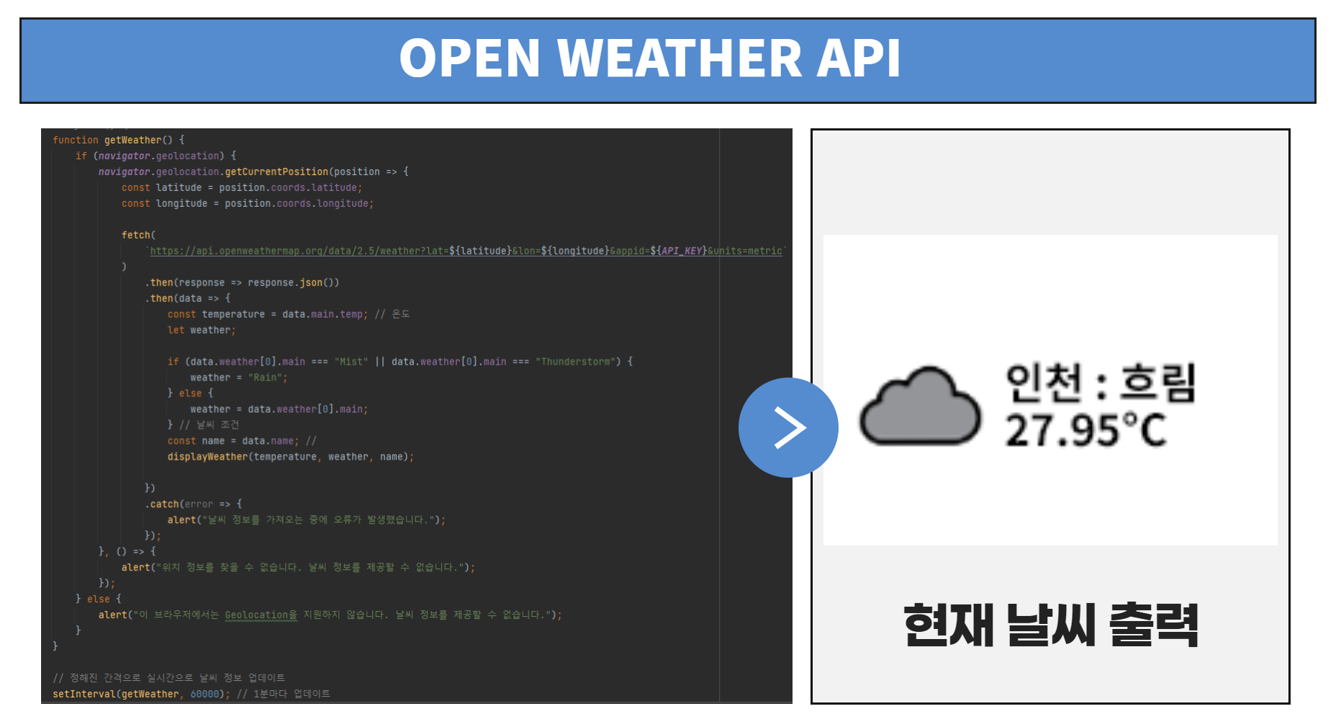 OPEN WEATHER API
function getWeather() {
if (navigator.geolocation) {
navigator.geolocation.getCurrentPosition(position => {
const latitude = position.coords.latitude;
const longitude = position.coords.longitude;
fetch(
`https://api.openweathermap.org/data/2.5/weather?lat=${latitude}&lon=${longitude}&appid=${API_KEY}&units=metric`
)
.then(response => response.json())
.then(data => {
const temperature = data.main.temp; // 온도
let weather;
if (data.weather[0].main === "Mist" || data.weather[0].main === "Thunderstorm") {
weather = "Rain";
} else {
weather = data.weather[0].main;
} // 날씨 조건
const name = data.name; //
displayWeather(temperature, weather, name);
})
.catch(error => {
alert("날씨 정보를 가져오는 중에 오류가 발생했습니다.");
});
}, () => {
alert("위치 정보를 찾을 수 없습니다. 날씨 정보를 제공할 수 없습니다.");
});
} else {
alert("이 브라우저에서는 Geolocation을 지원하지 않습니다. 날씨 정보를 제공할 수 없습니다.");
}
}
// 정해진 간격으로 실시간으로 날씨 정보 업데이트
setInterval(getWeather, 60000); // 1분마다 업데이트
인천 : 흐림
27.95°C
현재 날씨 출력